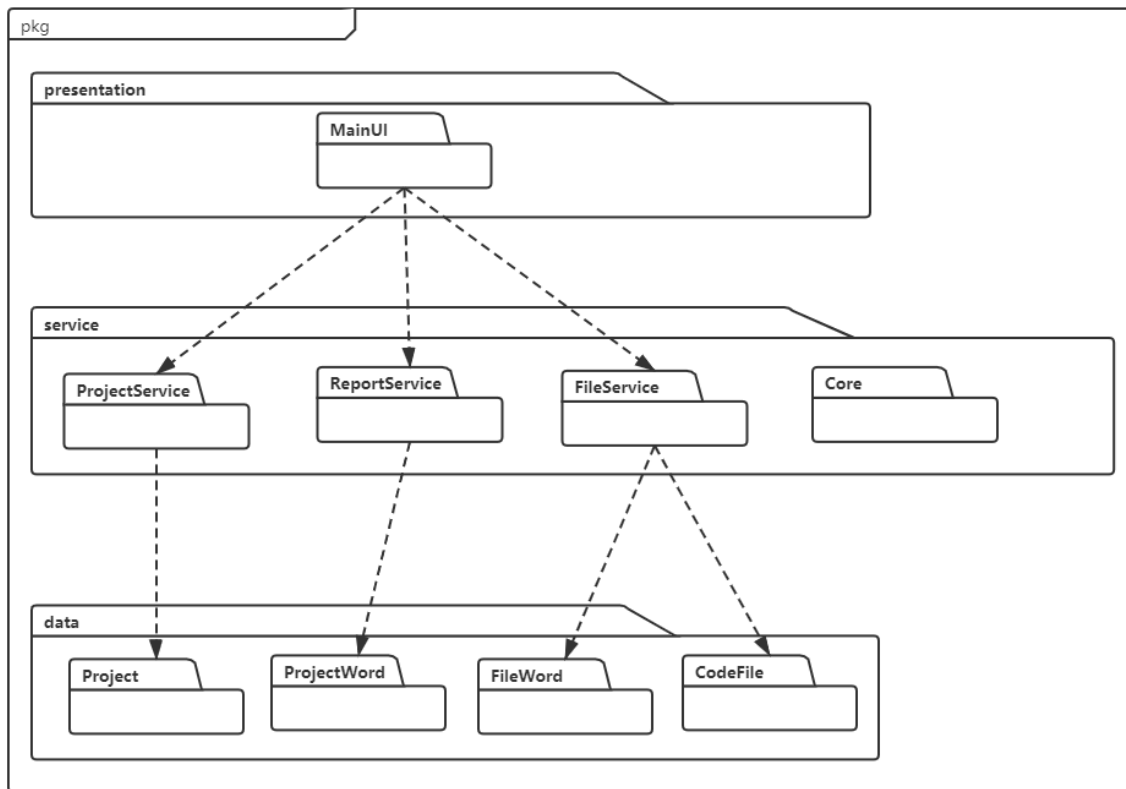 pkg
presentation
MainUI
service
ProjectService
ReportService
FileService
Core
data
Project
ProjectWord
FileWord
CodeFile